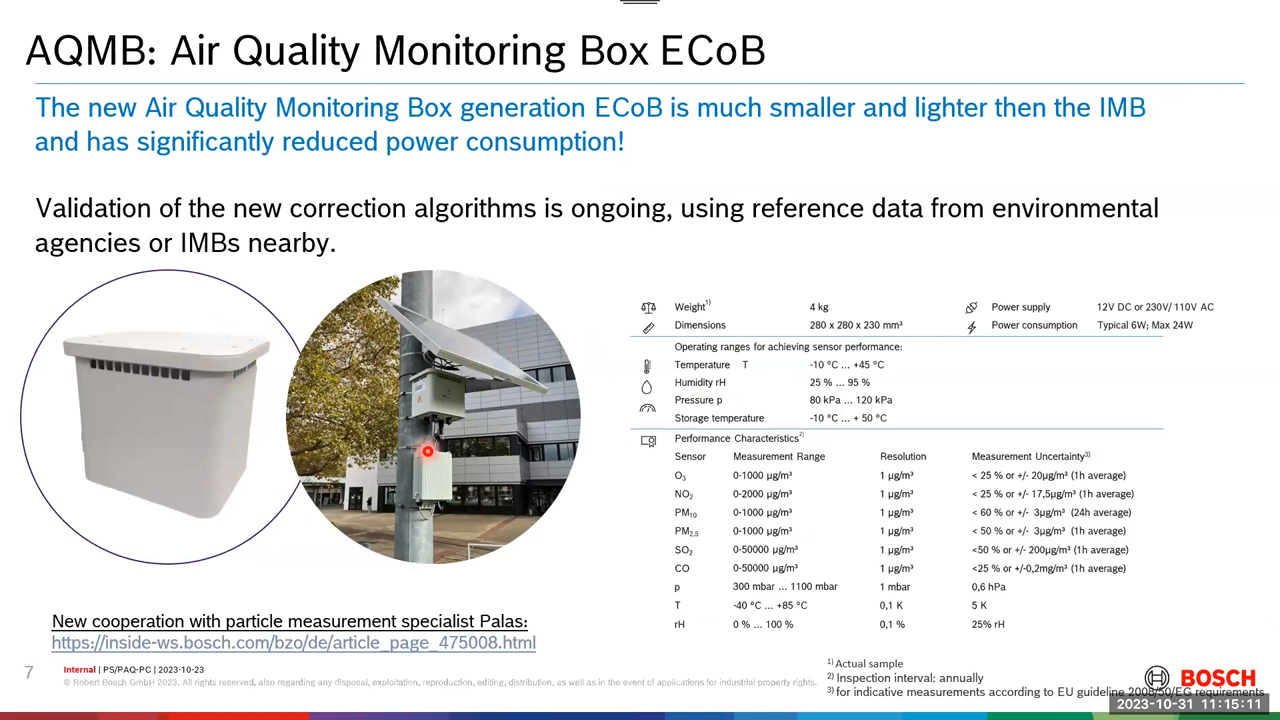 AQMB: Air Quality Monitoring Box ECoB
The new Air Quality Monitoring Box generation ECoB is much smaller and lighter then the IMB
and has significantly reduced power consumption!
Validation of the new correction algorithms is ongoing, using reference data from environmental
agencies or IMBs nearby.
Weight1) 4 kg Power supply 12V DC or 230V/ 110V AC
Dimensions 280 x 280 x 230 mm³ Power consumption Typical 6W; Max 24W
Operating ranges for achieving sensor performance:
Temperature T -10 °C ... +45 °C
Humidity rH 25 % ... 95 %
Pressure p 80 kPa ... 120 kPa
Storage temperature -10 °C ... + 50 °C
Performance Characteristics2)
Sensor Measurement Range Resolution Measurement Uncertainty3)
O3 0-1000 µg/m³ 1 µg/m³ < 25 % or +/- 20µg/m³ (1h average)
NO2 0-2000 µg/m³ 1 µg/m³ < 25 % or +/- 17,5µg/m³ (1h average)
PM10 0-1000 µg/m³ 1 µg/m³ < 60 % or +/- 3µg/m³ (24h average)
PM2.5 0-1000 µg/m³ 1 µg/m³ < 50 % or +/- 3µg/m³ (1h average)
SO2 0-50000 µg/m³ 1 µg/m³ <50 % or +/- 200µg/m³ (1h average)
CO 0-50000 µg/m³ 1 µg/m³ <25 % or +/-0,2mg/m³ (1h average)
p 300 mbar ... 1100 mbar 1 mbar 0,6 hPa
T -40 °C ... +85 °C 0,1 K 5 K
rH 0 % ... 100 % 0,1 % 25% rH
New cooperation with particle measurement specialist Palas:
https://inside-ws.bosch.com/bzo/de/article_page_475008.html
7
Internal | PS/PAQ-PC | 2023-10-23
© Robert Bosch GmbH 2023. All rights reserved, also regarding any disposal, exploitation, reproduction, editing, distribution, as well as in the event of applications for industrial property rights.
1) Actual sample
2) Inspection interval: annually
3) for indicative measurements according to EU guideline 2008/50/EG requirements
BOSCH
2023-10-31 11:15:11